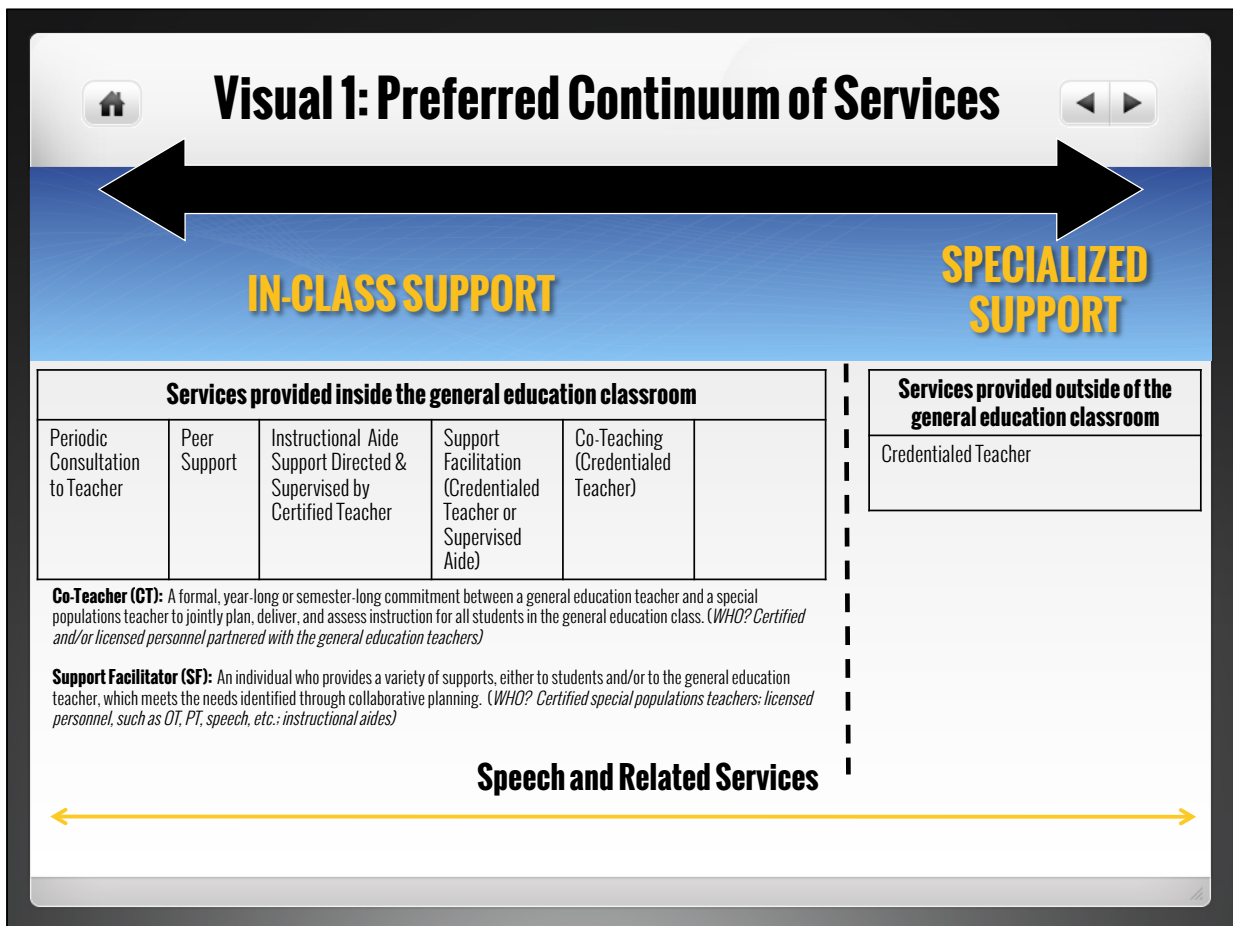 Visual 1: Preferred Continuum of Services
IN-CLASS SUPPORT
SPECIALIZED
SUPPORT
Services provided inside the general education classroom
Periodic
Consultation
to Teacher
Peer
Support
Instructional Aide
Support Directed &
Supervised by
Certified Teacher
Support
Facilitation
(Credentialed
Teacher or
Supervised
Aide)
Co-Teaching
(Credentialed
Teacher)
Services provided outside of the
general education classroom
Credentialed Teacher
Co-Teacher (CT): A formal, year-long or semester-long commitment between a general education teacher and a special
populations teacher to jointly plan, deliver, and assess instruction for all students in the general education class. (WHO? Certified
and/or licensed personnel partnered with the general education teachers)
Support Facilitator (SF): An individual who provides a variety of supports, either to students and/or to the general education
teacher, which meets the needs identified through collaborative planning. (WHO? Certified special populations teachers; licensed
personnel, such as OT, PT, speech, etc.; instructional aides)
Speech and Related Services